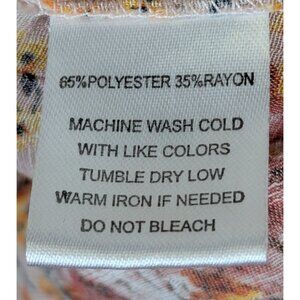 65%POLYESTER 35%RAYON
MACHINE WASH COLD
WITH LIKE COLORS
TUMBLE DRY LOW
WARM IRON IF NEEDED
DO NOT BLEACH